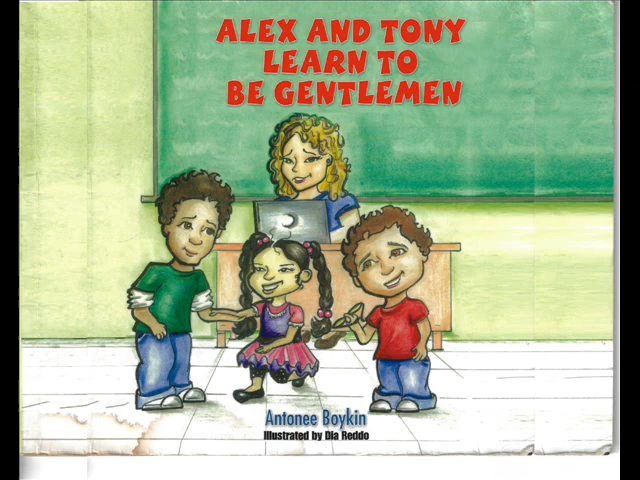 ALEX AND TONY
LEARN TO
BE GENTLEMEN
Antonee Boykin
Illustrated by Dia Reddo